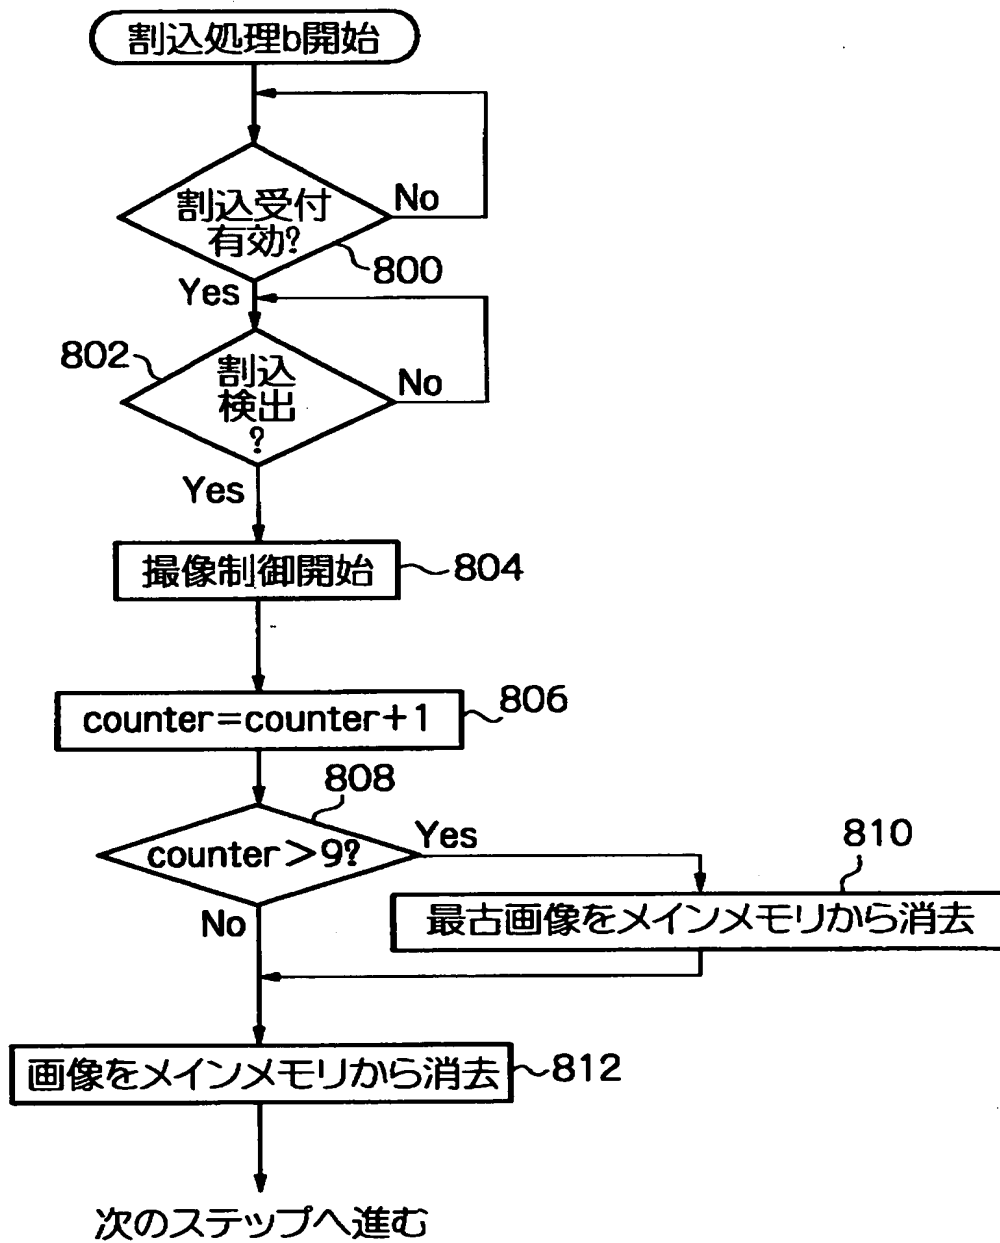 割込処理b開始
割込受付
有効?
No
800
Yes
802
割込
検出
?
No
Yes
撮像制御開始
804
counter=counter+1
806
808
counter>9?
Yes
No
810
最古画像をメインメモリから消去
画像をメインメモリから消去
812
次のステップへ進む